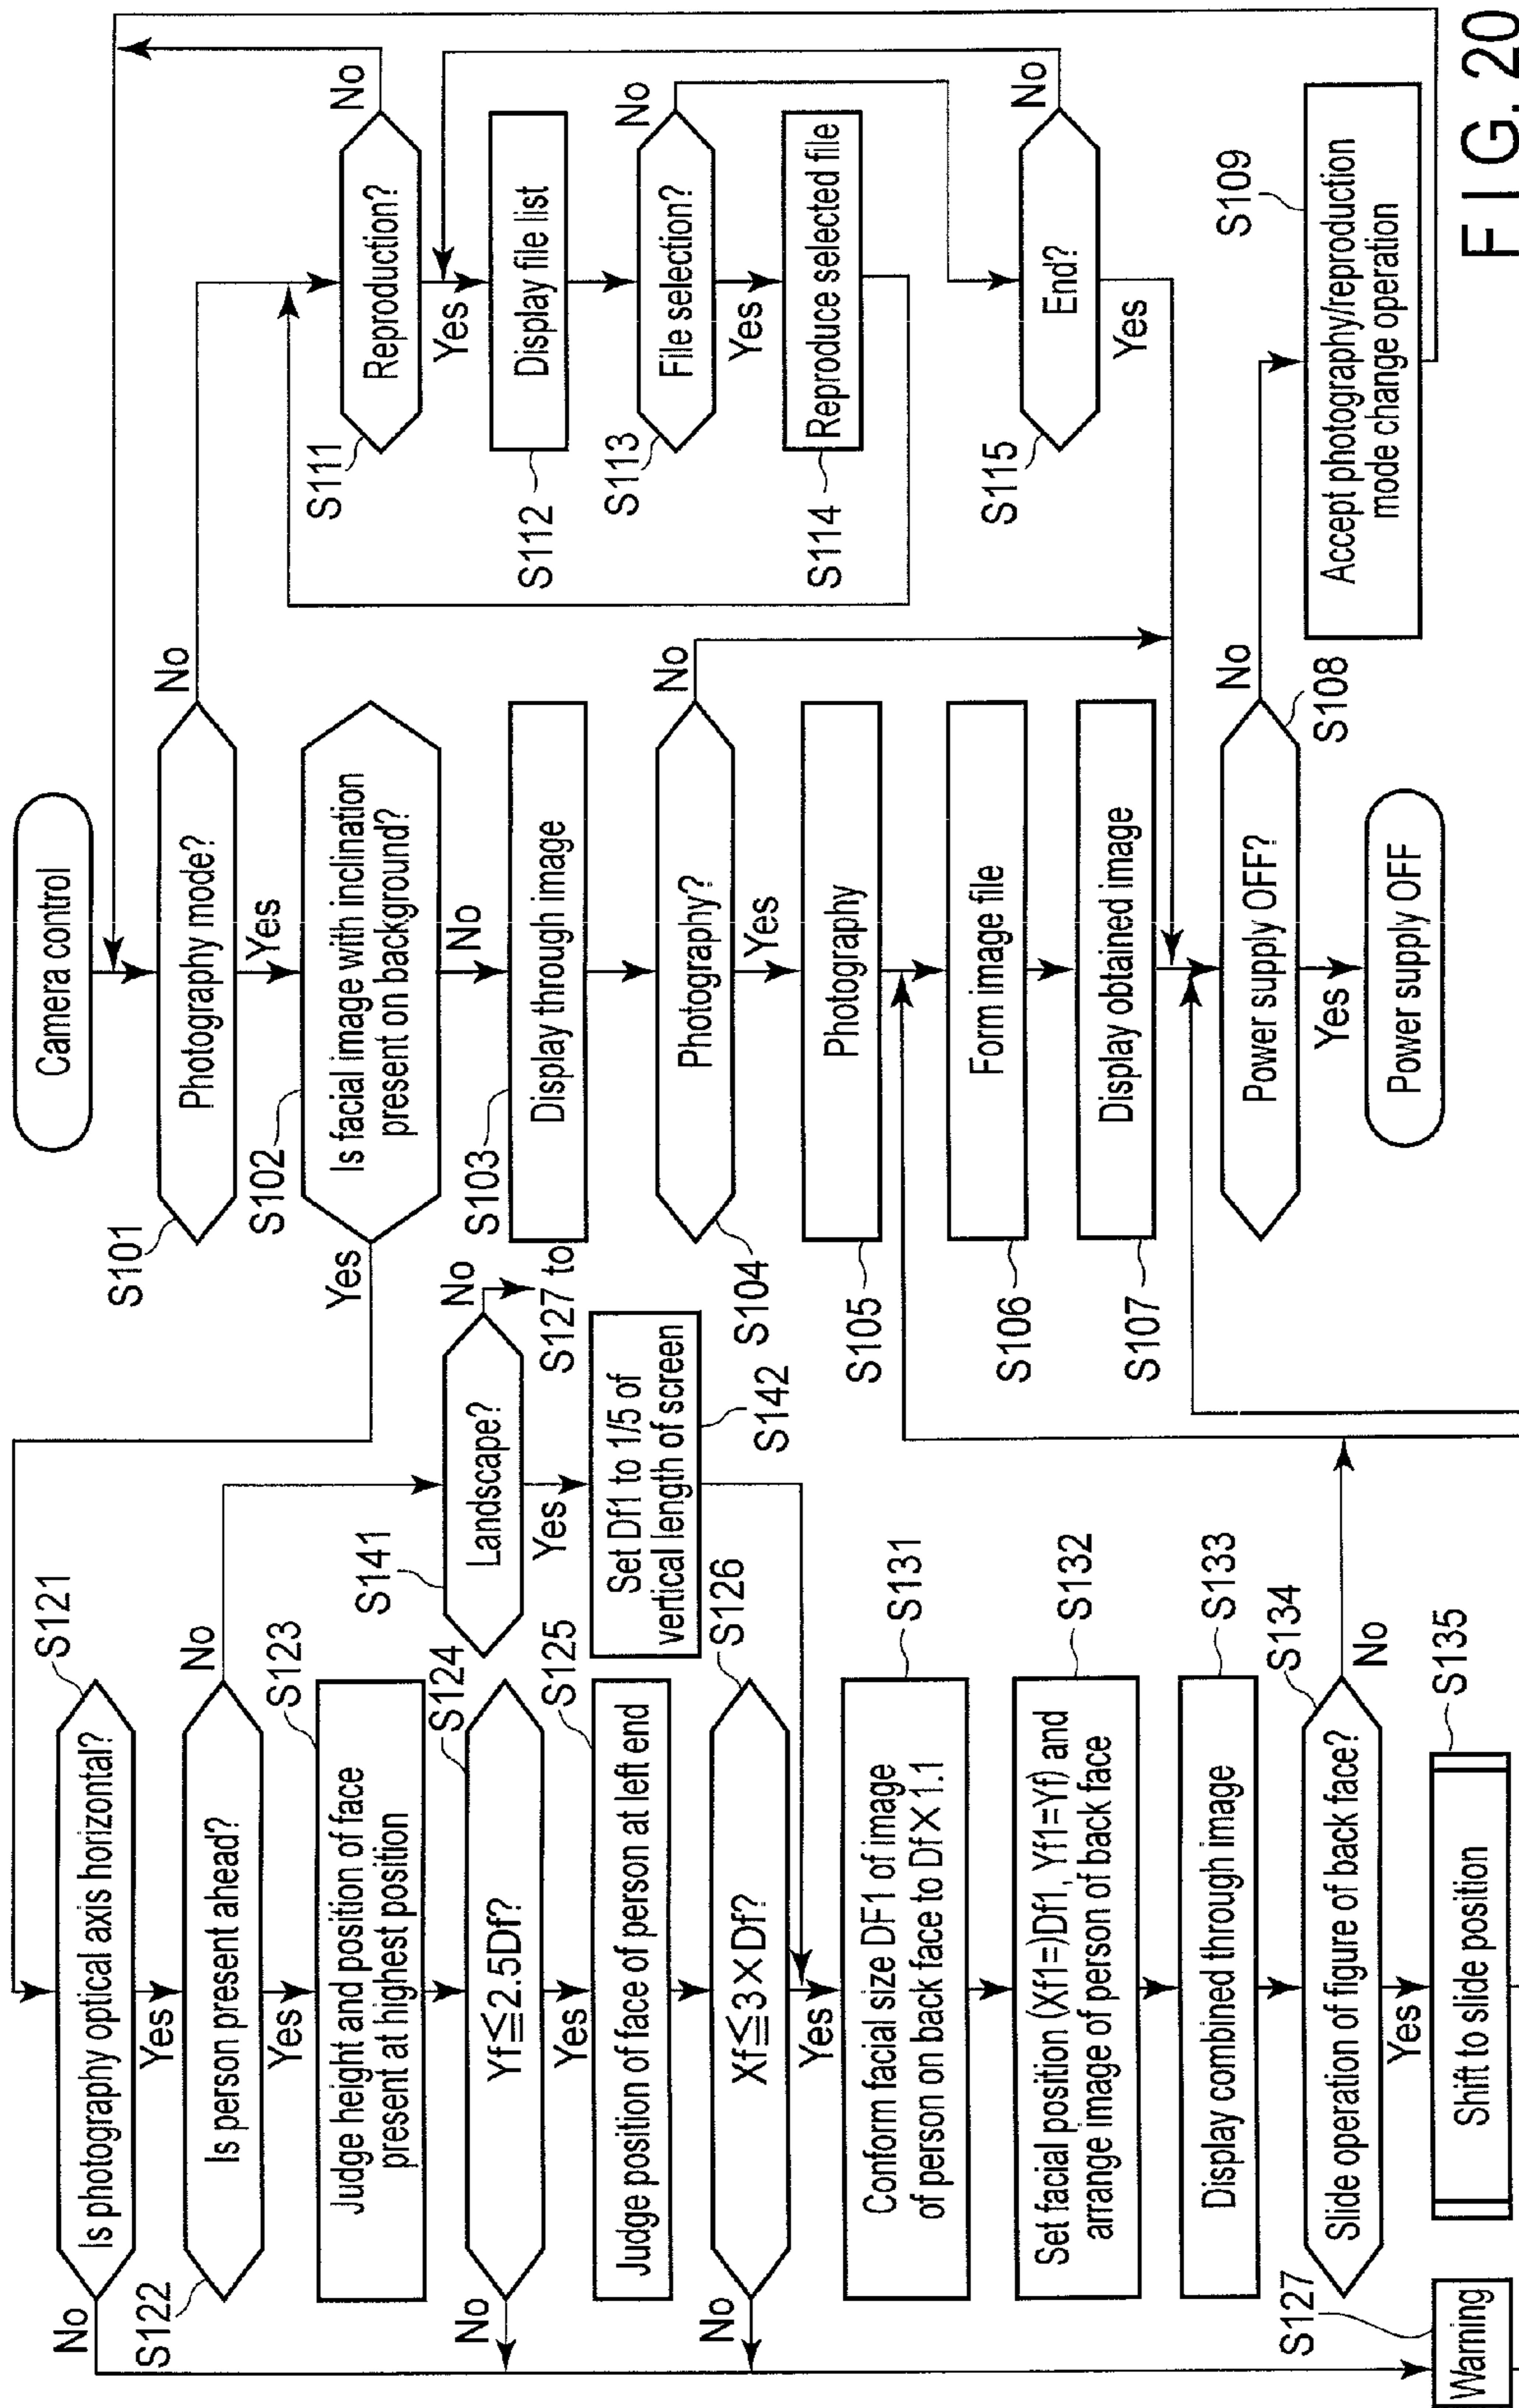 Camera control
S101
Photography mode?
No
Yes
S102
Is facial image with inclination
present on background?
Yes
No
S103
Display through image
S104
Photography?
No
Yes
S105
Photography
S106
Form image file
S107
Display obtained image
Power supply OFF?
No
S108
Yes
Power supply OFF
S109
Accept photography/reproduction
mode change operation
S111
Reproduction?
No
Yes
S112
Display file list
S113
File selection?
No
Yes
S114
Reproduce selected file
S115
End?
No
Yes
S121
Is photography optical axis horizontal?
No
Yes
S122
Is person present ahead?
No
Yes
S123
Judge height and position of face
present at highest position
S124
Yf≦2.5Df?
No
Yes
S125
Judge position of face of person at left end
S126
Xf≦3×Df?
No
Yes
S141
Landscape?
No
S127 to
Yes
Set Df1 to 1/5 of
vertical length of screen
S142
S131
Conform facial size DF1 of image
of person on back face to Df×1.1
S132
Set facial position (Xf1=)Df1, Yf1=Yf) and
arrange image of person of back face
S133
Display combined through image
S134
Slide operation of figure of back face?
No
Yes
S127
Warning
S135
Shift to slide position
FIG. 20